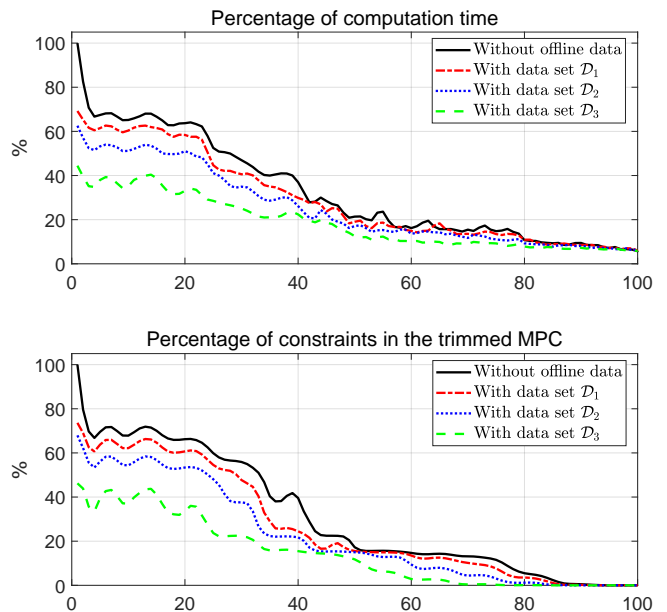 Percentage of computation time
100
80
60
40
20
0
%
Without offline data
With data set 𝒟₁
With data set 𝒟₂
With data set 𝒟₃
0 20 40 60 80 100
Percentage of constraints in the trimmed MPC
100
80
60
40
20
0
%
Without offline data
With data set 𝒟₁
With data set 𝒟₂
With data set 𝒟₃
0 20 40 60 80 100